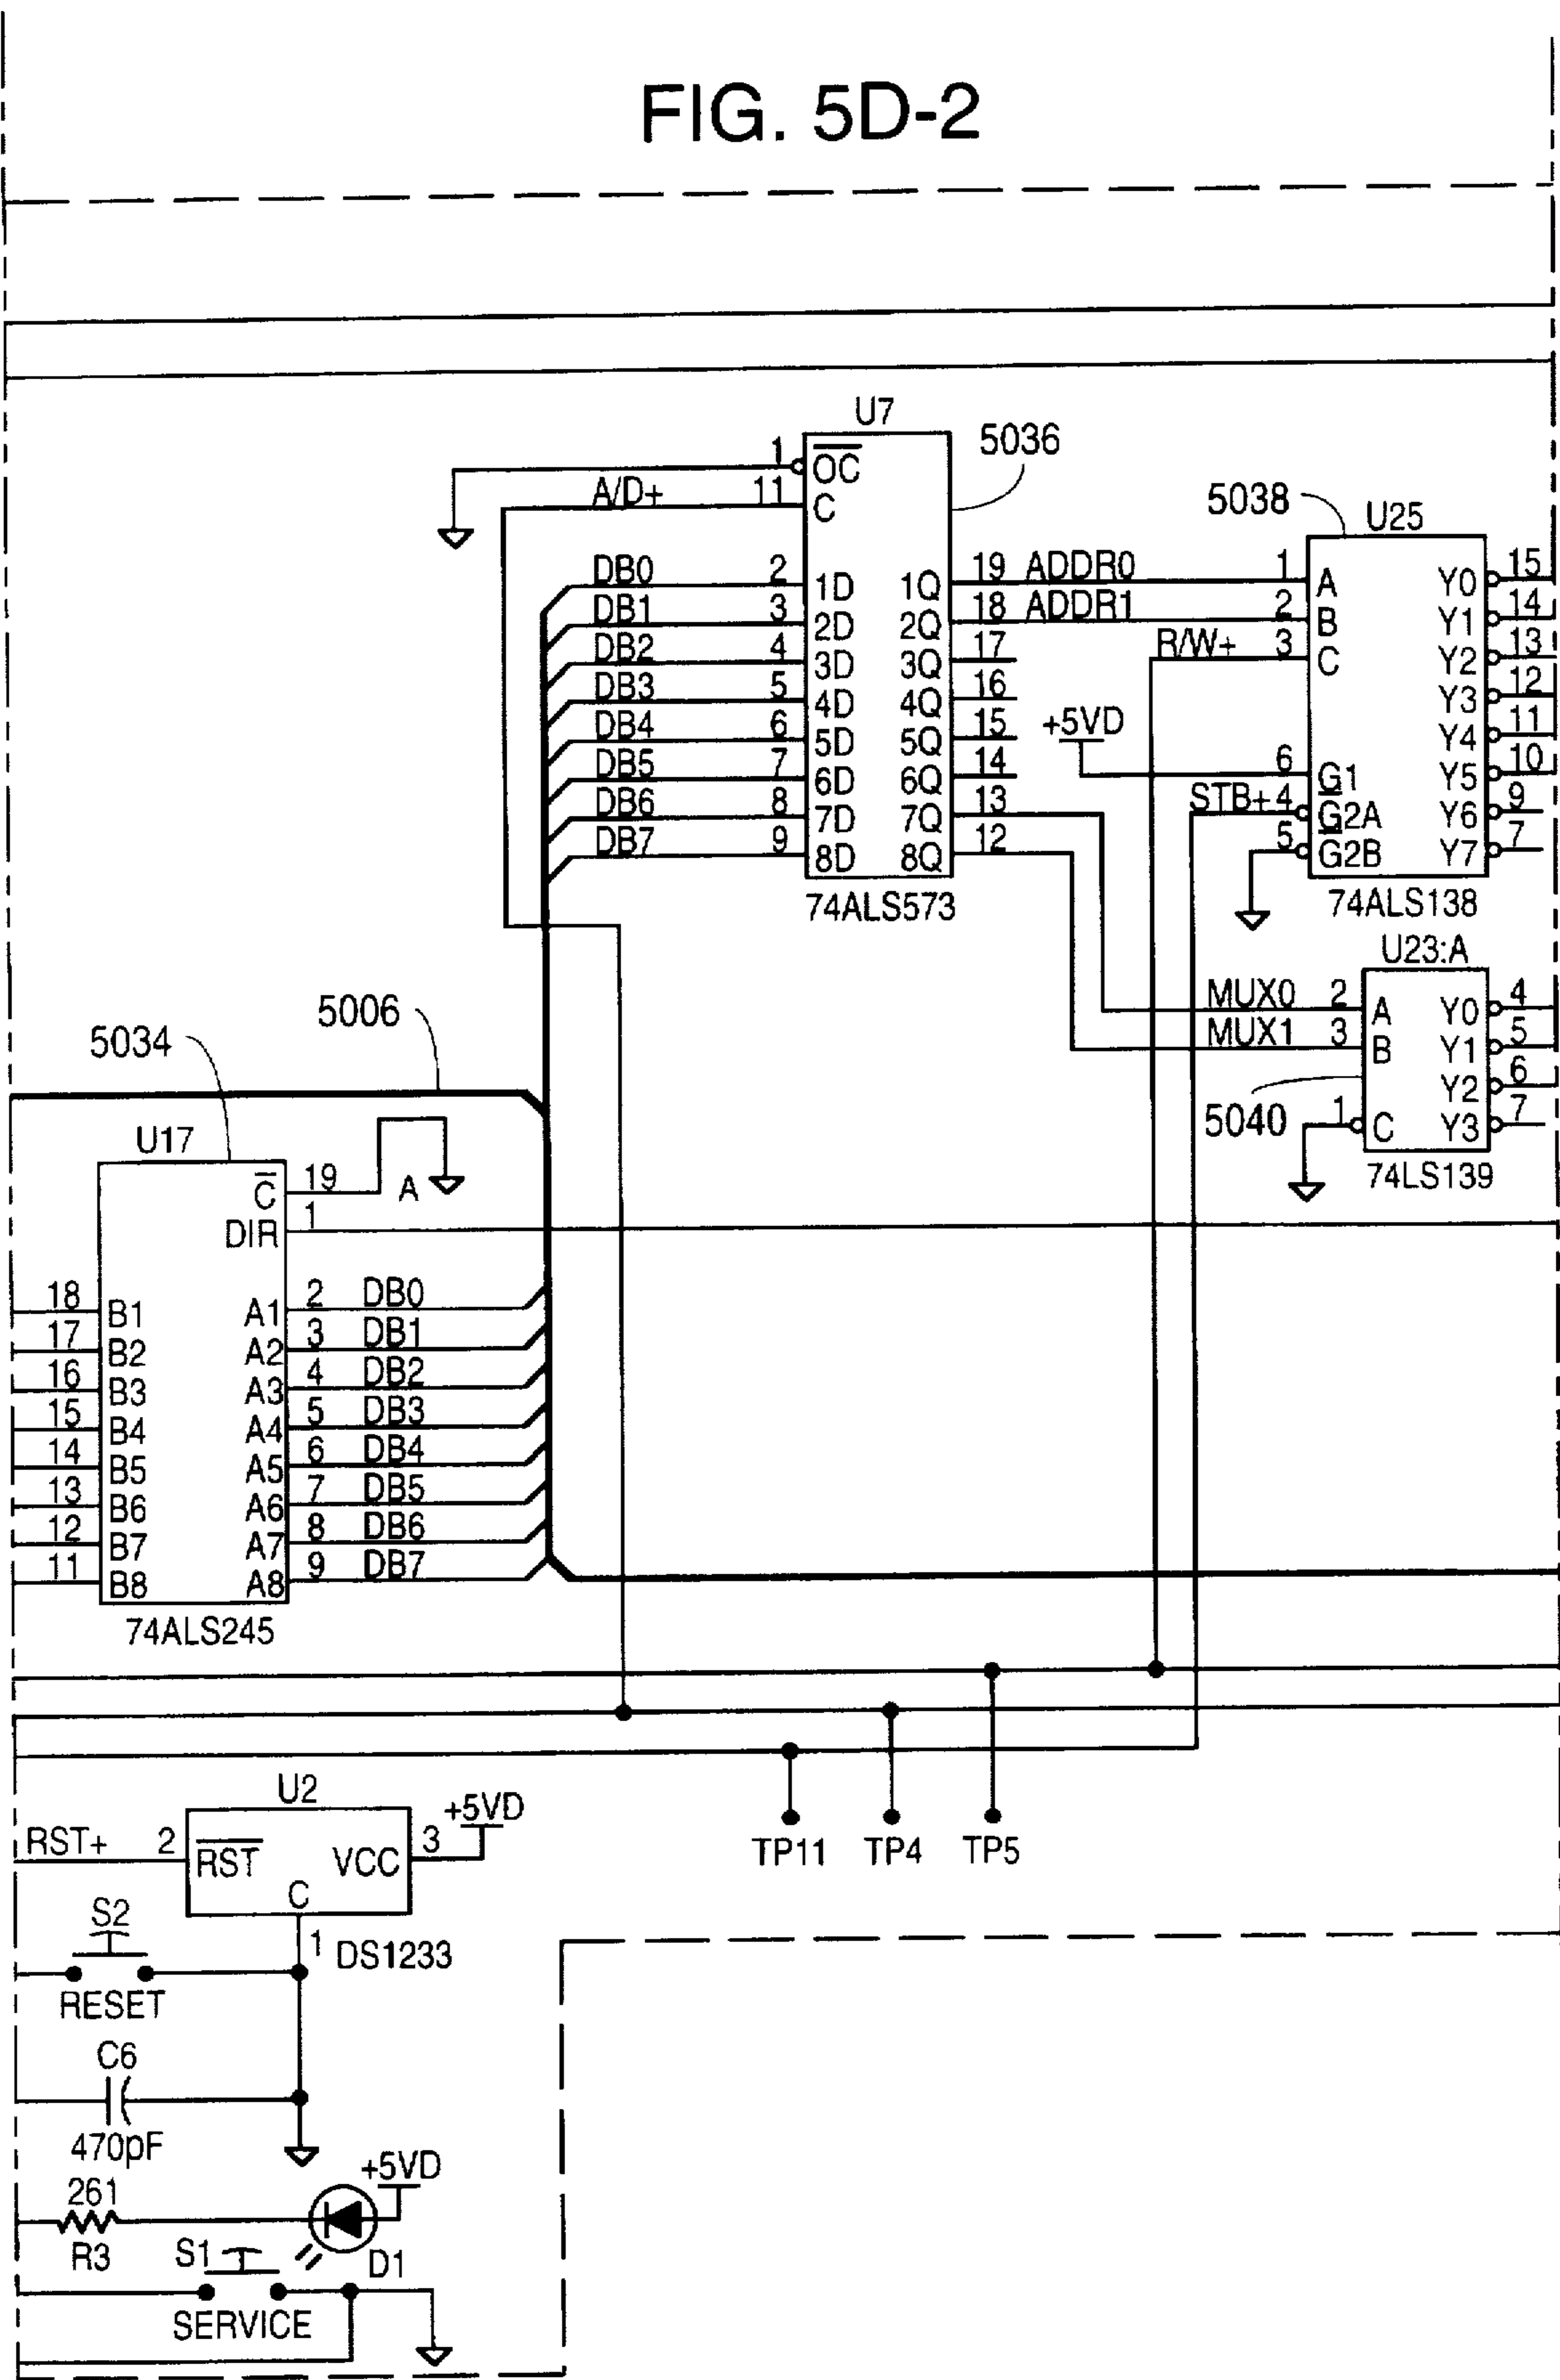 FIG. 5D-2
U7
5036
1 OC
A/D+ 11 C
5038
U25
DB0 2 1D 1Q 19 ADDR0 1 A Y0 15
DB1 3 2D 2Q 18 ADDR1 2 B Y1 14
DB2 4 3D 3Q 17 R/W+ 3 C Y2 13
DB3 5 4D 4Q 16 Y3 12
DB4 6 5D 5Q 15 +5VD Y4 11
DB5 7 6D 6Q 14 6 G1 Y5 10
DB6 8 7D 7Q 13 STB+ 4 G2A Y6 9
DB7 9 8D 8Q 12 5 G2B Y7 7
74ALS573
74ALS138
U23:A
MUX0 2 A Y0 4
MUX1 3 B Y1 5
Y2 6
5040 1 C Y3 7
74LS139
5006
5034
U17
C 19 A
DIR 1
18 B1 A1 2 DB0
17 B2 A2 3 DB1
16 B3 A3 4 DB2
15 B4 A4 5 DB3
14 B5 A5 6 DB4
13 B6 A6 7 DB5
12 B7 A7 8 DB6
11 B8 A8 9 DB7
74ALS245
TP11 TP4 TP5
U2
RST+ 2 RST VCC 3 +5VD
C
1 DS1233
S2
RESET
C6
470pF
+5VD
261
R3
D1
S1
SERVICE